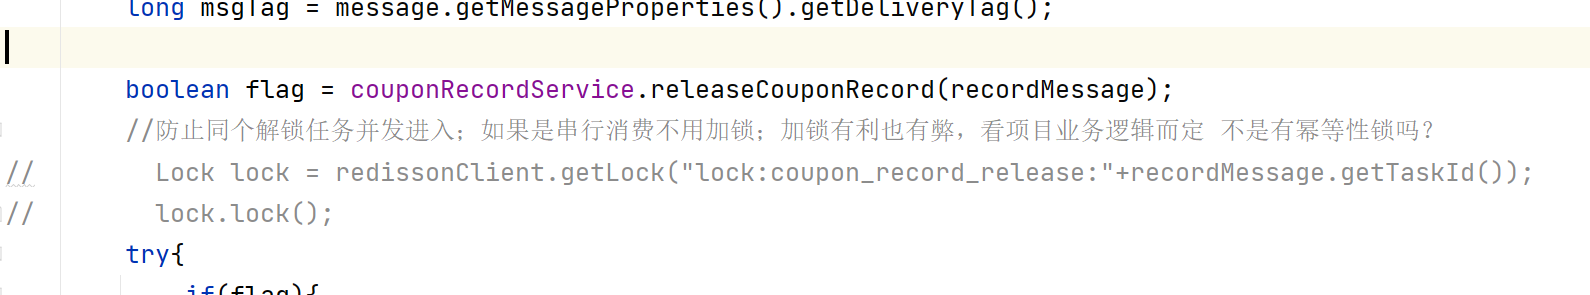 long msgTag = message.getMessageProperties().getDeliveryTag();
boolean flag = couponRecordService.releaseCouponRecord(recordMessage);
//防止同个解锁任务并发进入；如果是串行消费不用加锁；加锁有利也有弊，看项目业务逻辑而定 不是有幂等性锁吗？
// Lock lock = redissonClient.getLock("lock:coupon_record_release:"+recordMessage.getTaskId());
// lock.lock();
try{
if(flag){